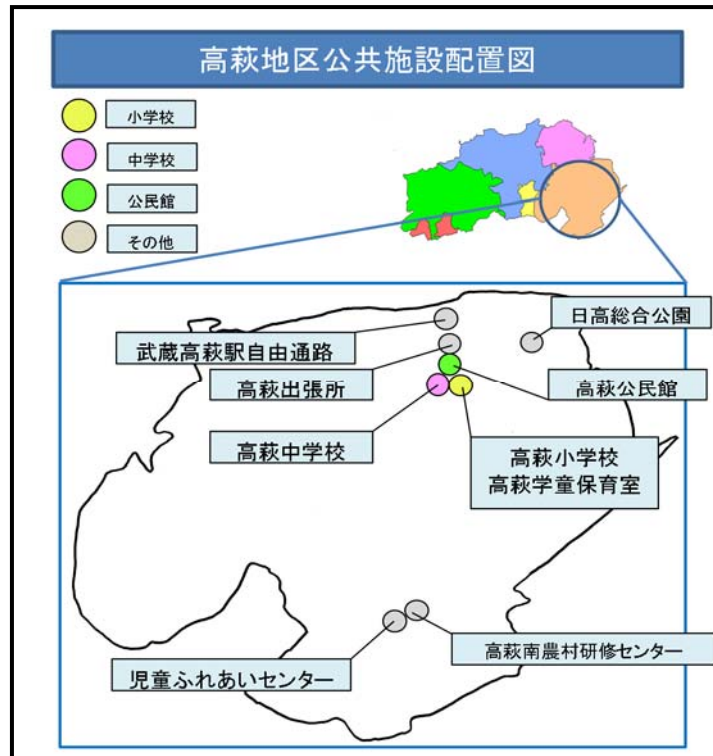 高萩地区公共施設配置図
小学校
中学校
公民館
その他
日高総合公園
武蔵高萩駅自由通路
高萩出張所
高萩公民館
高萩中学校
高萩小学校
高萩学童保育室
高萩南農村研修センター
児童ふれあいセンター